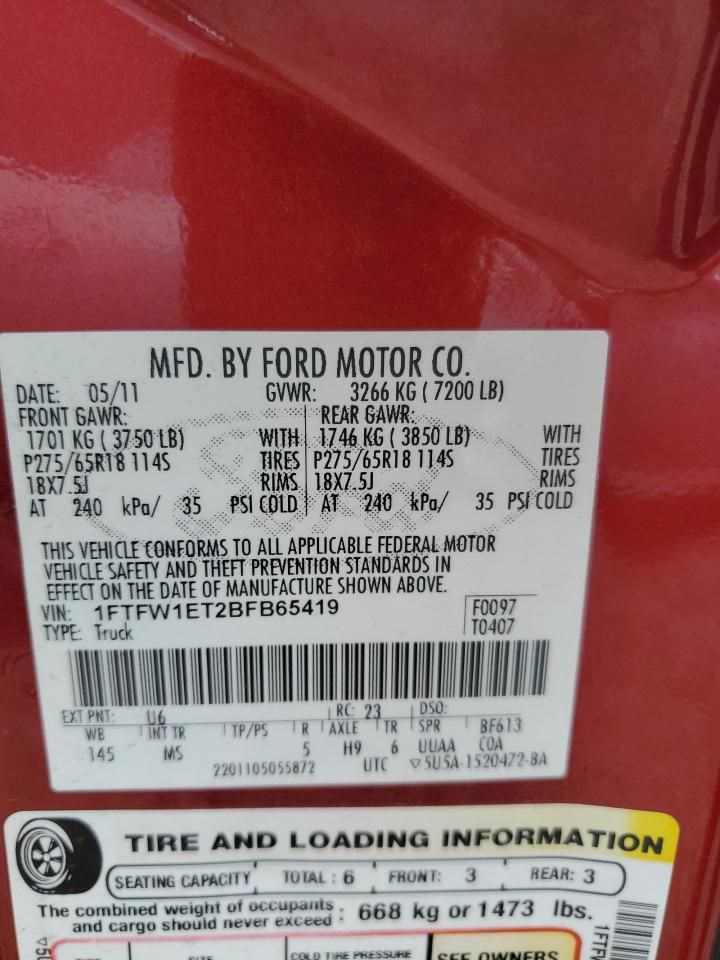 MFD. BY FORD MOTOR CO.
DATE: 05/11 GVWR: 3266 KG ( 7200 LB)
FRONT GAWR: REAR GAWR:
1701 KG ( 3750 LB) WITH 1746 KG ( 3850 LB) WITH
P275/65R18 114S TIRES P275/65R18 114S TIRES
18X7.5J RIMS 18X7.5J RIMS
AT 240 kPa/ 35 PSI COLD AT 240 kPa/ 35 PSI COLD
THIS VEHICLE CONFORMS TO ALL APPLICABLE FEDERAL MOTOR
VEHICLE SAFETY AND THEFT PREVENTION STANDARDS IN
EFFECT ON THE DATE OF MANUFACTURE SHOWN ABOVE.
VIN: 1FTFW1ET2BFB65419 F0097
TYPE: Truck T0407
EXT PNT: U6 RC: 23 DSO:
WB INT TR TP/PS R AXLE TR SPR BF613
145 MS 5 H9 6 UUAA COA
2201105055872 UTC ▽5U5A-1520472-BA
TIRE AND LOADING INFORMATION
SEATING CAPACITY TOTAL : 6 FRONT: 3 REAR: 3
The combined weight of occupants
and cargo should never exceed : 668 kg or 1473 lbs.
COLD TIRE PRESSURE SEE OWNERS
1FTF